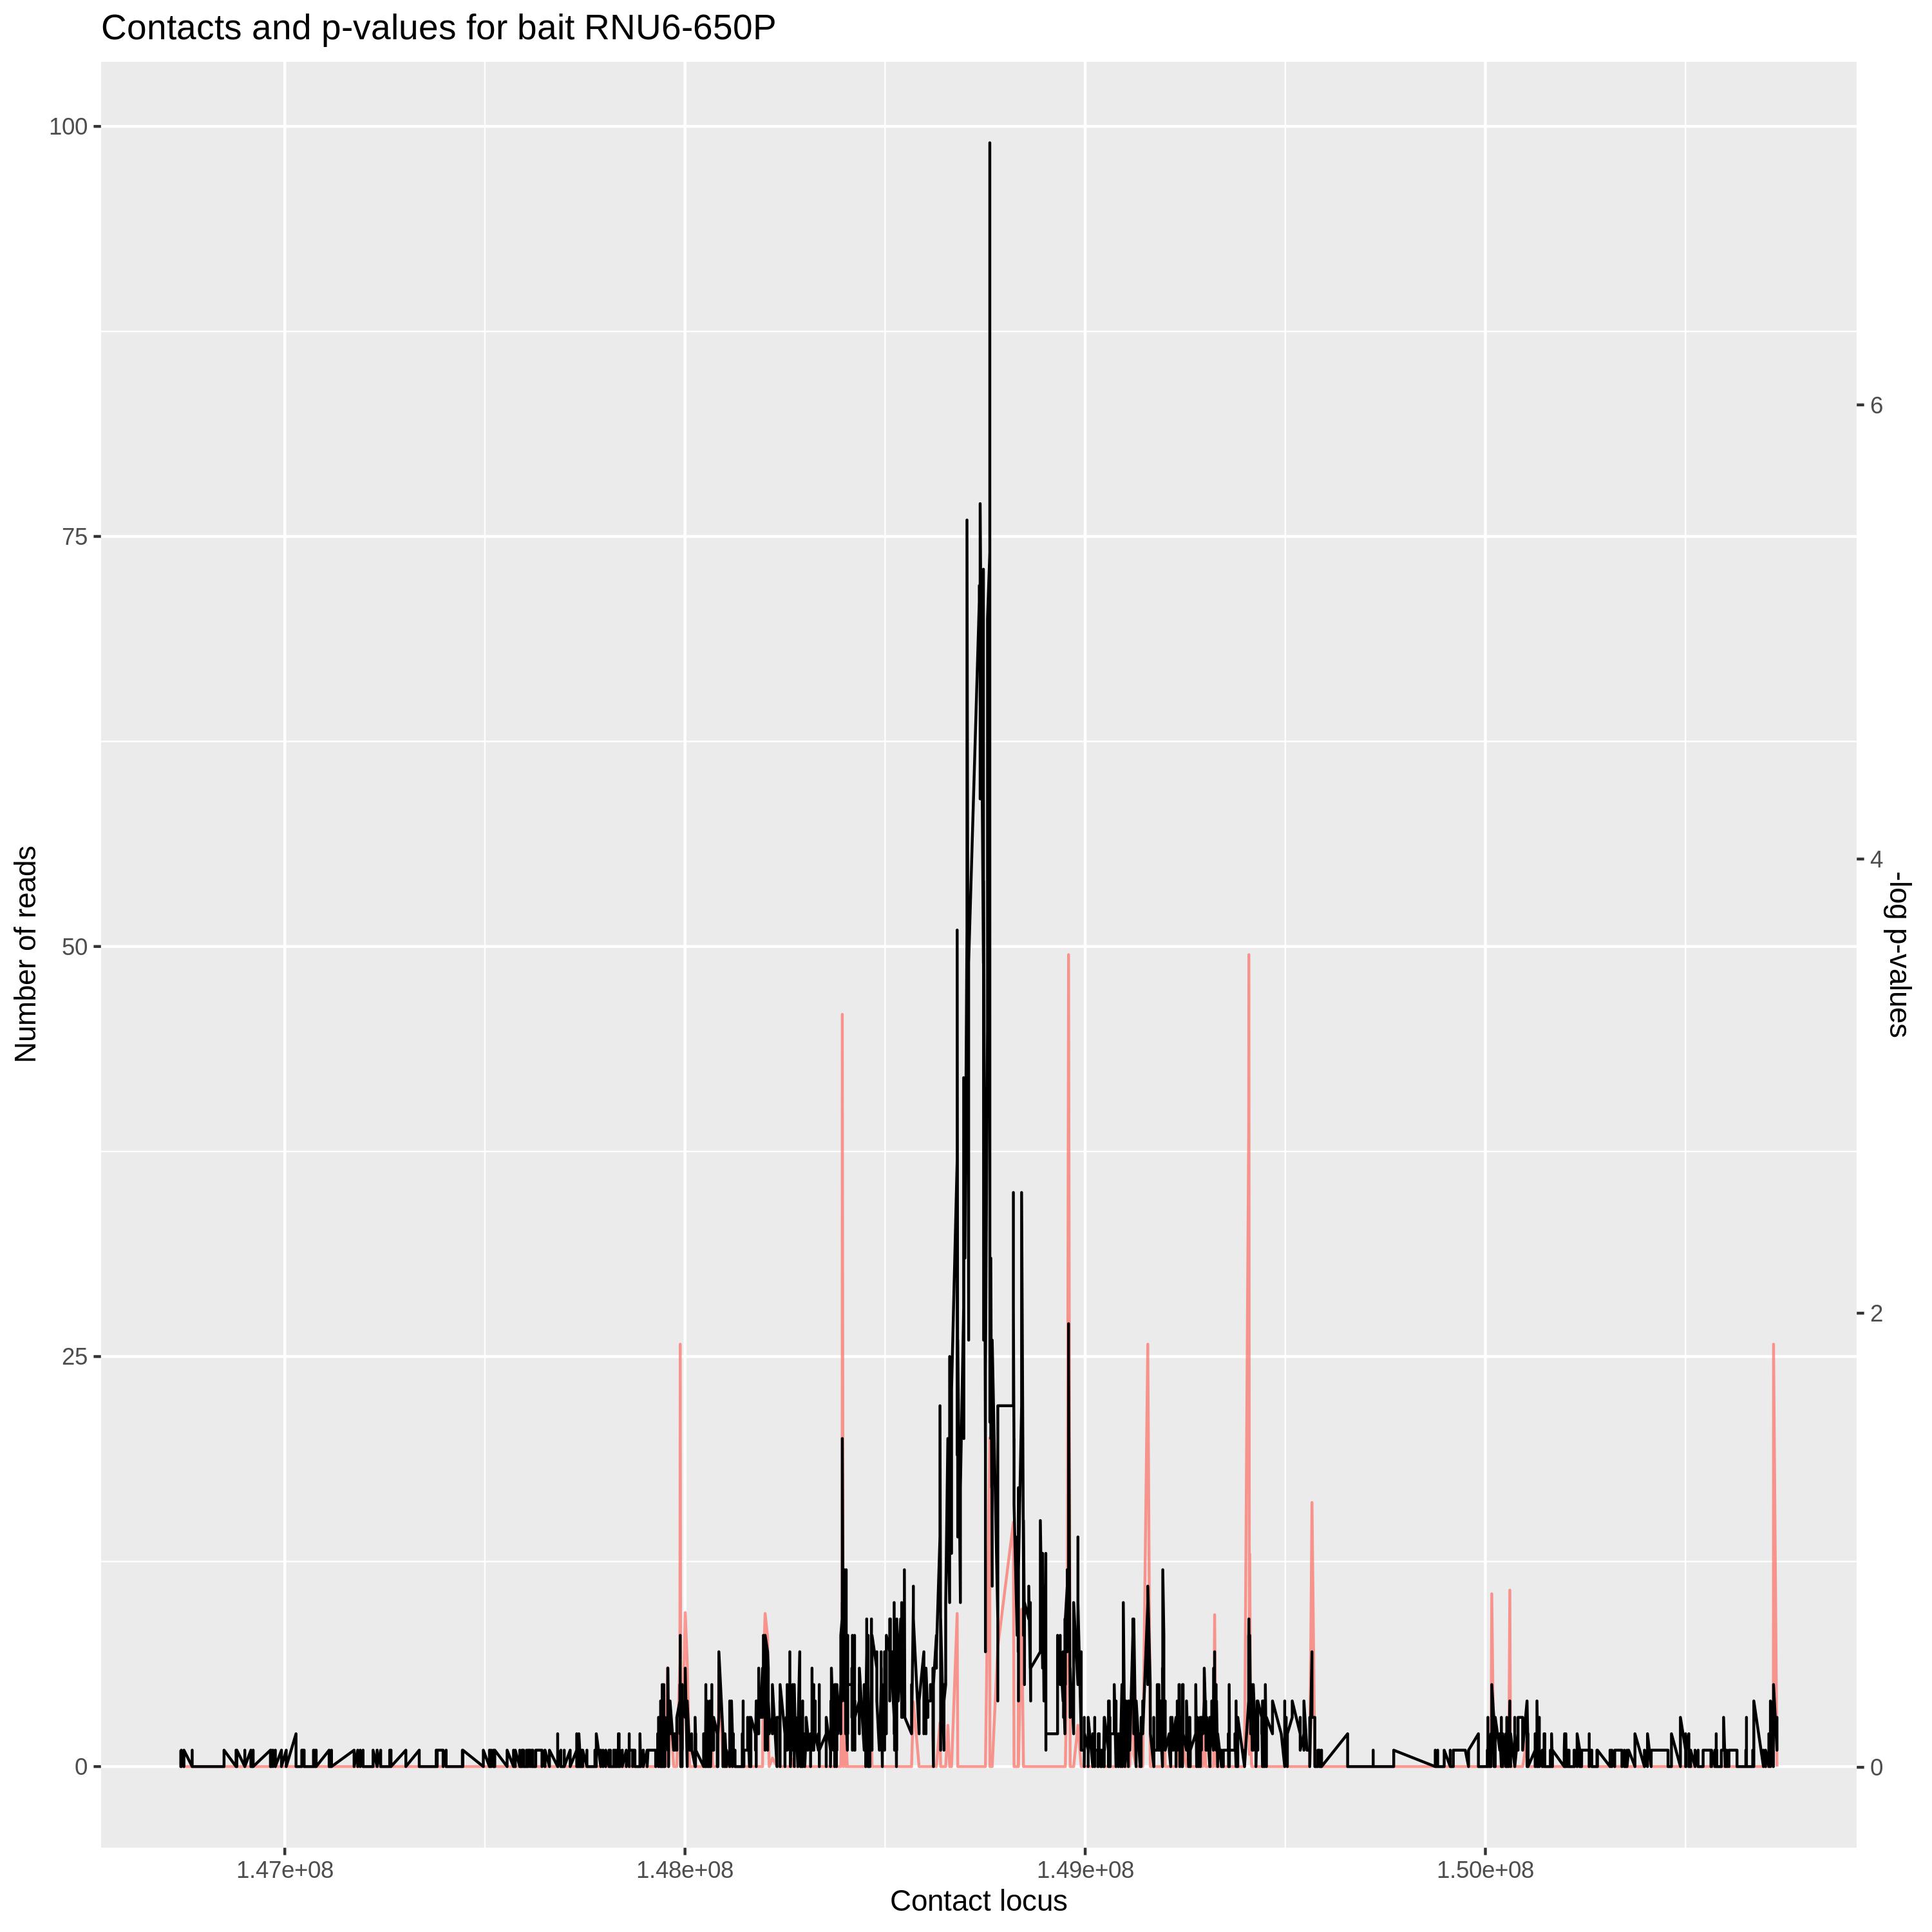 Contacts and p-values for bait RNU6-650P
100
75
50
25
0
Number of reads
6
4
2
0
-log p-values
1.47e+08
1.48e+08
1.49e+08
1.50e+08
Contact locus